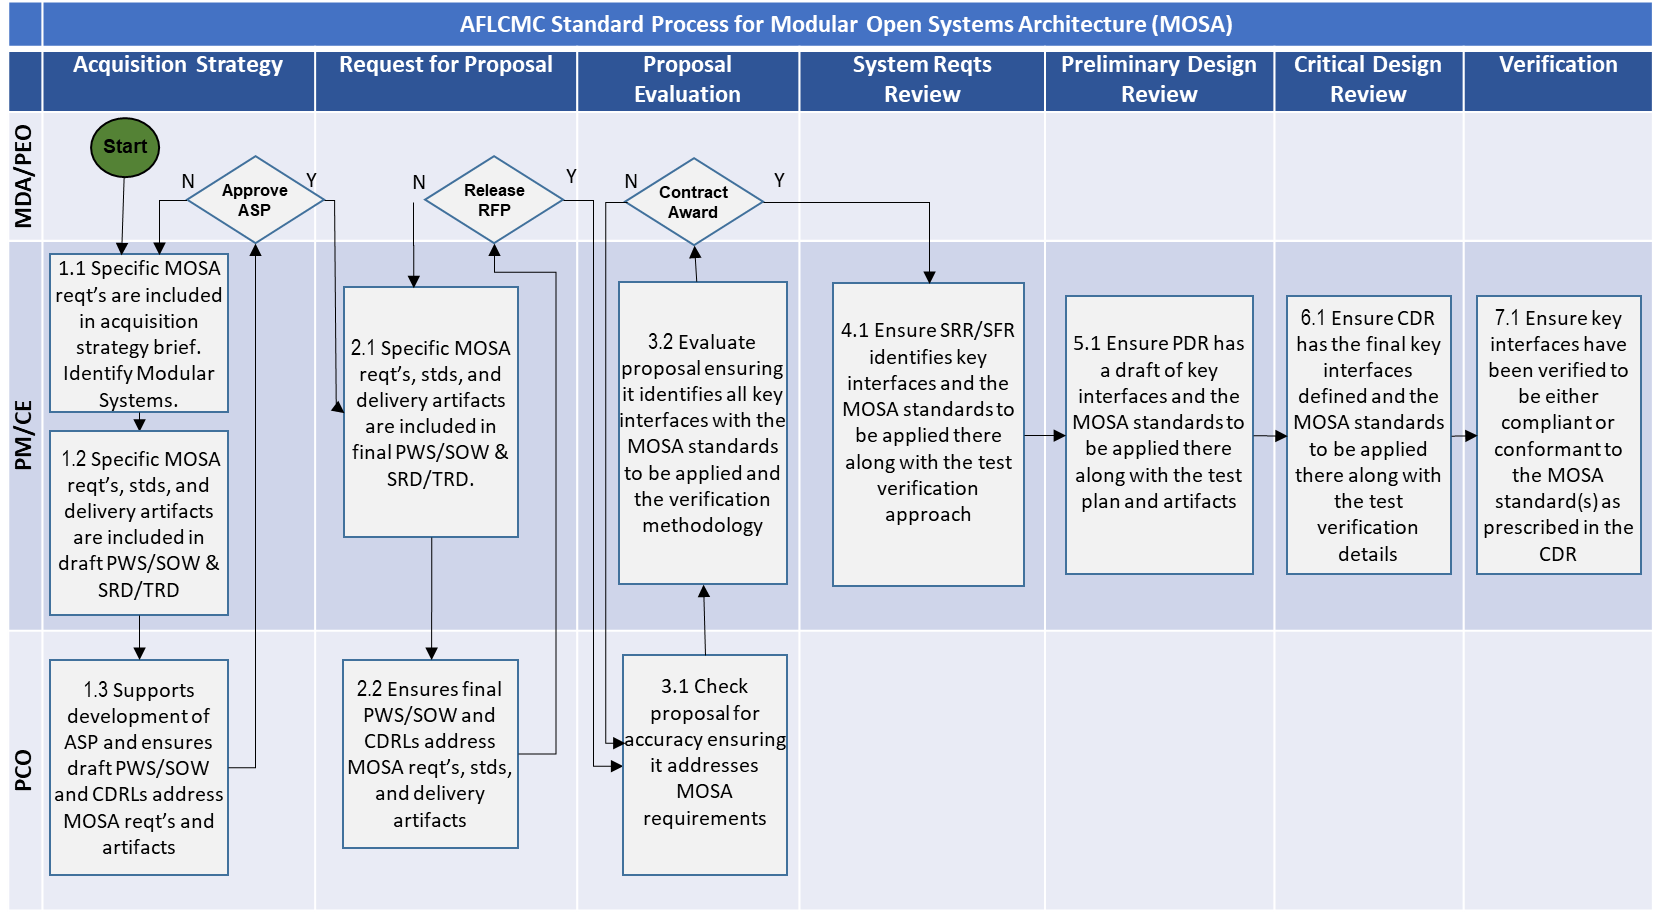 AFLCMC Standard Process for Modular Open Systems Architecture (MOSA)
Acquisition Strategy
Request for Proposal
Proposal
Evaluation
System Reqts
Review
Preliminary Design
Review
Critical Design
Review
Verification
MDA/PEO
Start
N
Approve
ASP
Y
N
Release
RFP
Y
N
Contract
Award
Y
PM/CE
1.1 Specific MOSA
reqt's are included
in acquisition
strategy brief.
Identify Modular
Systems.
1.2 Specific MOSA
reqt's, stds, and
delivery artifacts
are included in
draft PWS/SOW &
SRD/TRD
2.1 Specific MOSA
reqt's, stds, and
delivery artifacts
are included in
final PWS/SOW &
SRD/TRD.
3.2 Evaluate
proposal ensuring
it identifies all key
interfaces with the
MOSA standards
to be applied and
the verification
methodology
4.1 Ensure SRR/SFR
identifies key
interfaces and the
MOSA standards to
be applied there
along with the test
verification
approach
5.1 Ensure PDR has
a draft of key
interfaces and the
MOSA standards to
be applied there
along with the test
plan and artifacts
6.1 Ensure CDR
has the final key
interfaces
defined and the
MOSA standards
to be applied
there along with
the test
verification
details
7.1 Ensure key
interfaces have
been verified to
be either
compliant or
conformant to
the MOSA
standard(s) as
prescribed in the
CDR
PCO
1.3 Supports
development of
ASP and ensures
draft PWS/SOW
and CDRLs address
MOSA reqt's and
artifacts
2.2 Ensures final
PWS/SOW and
CDRLs address
MOSA reqt's, stds,
and delivery
artifacts
3.1 Check
proposal for
accuracy ensuring
it addresses
MOSA
requirements